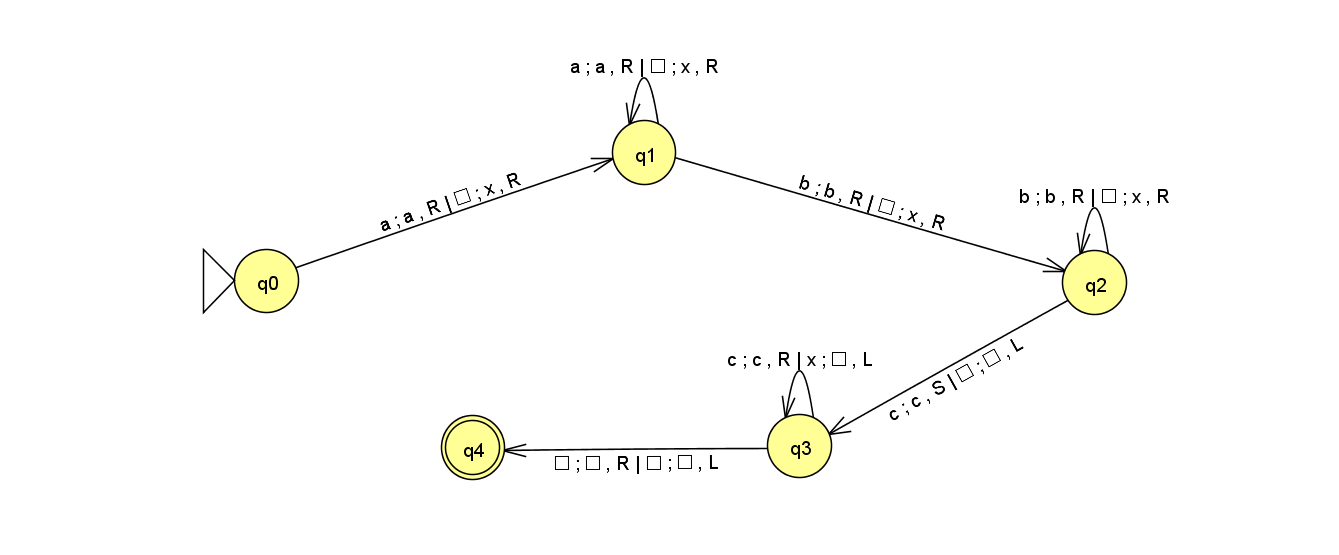 a ; a , R | □ ; x , R
q1
a ; a , R | □ ; x , R
b ; b , R | □ ; x , R
b ; b , R | □ ; x , R
q0
q2
c ; c , R | x ; □ , L
c ; c , S | □ ; □ , L
q4
q3
□ ; □ , R | □ ; □ , L